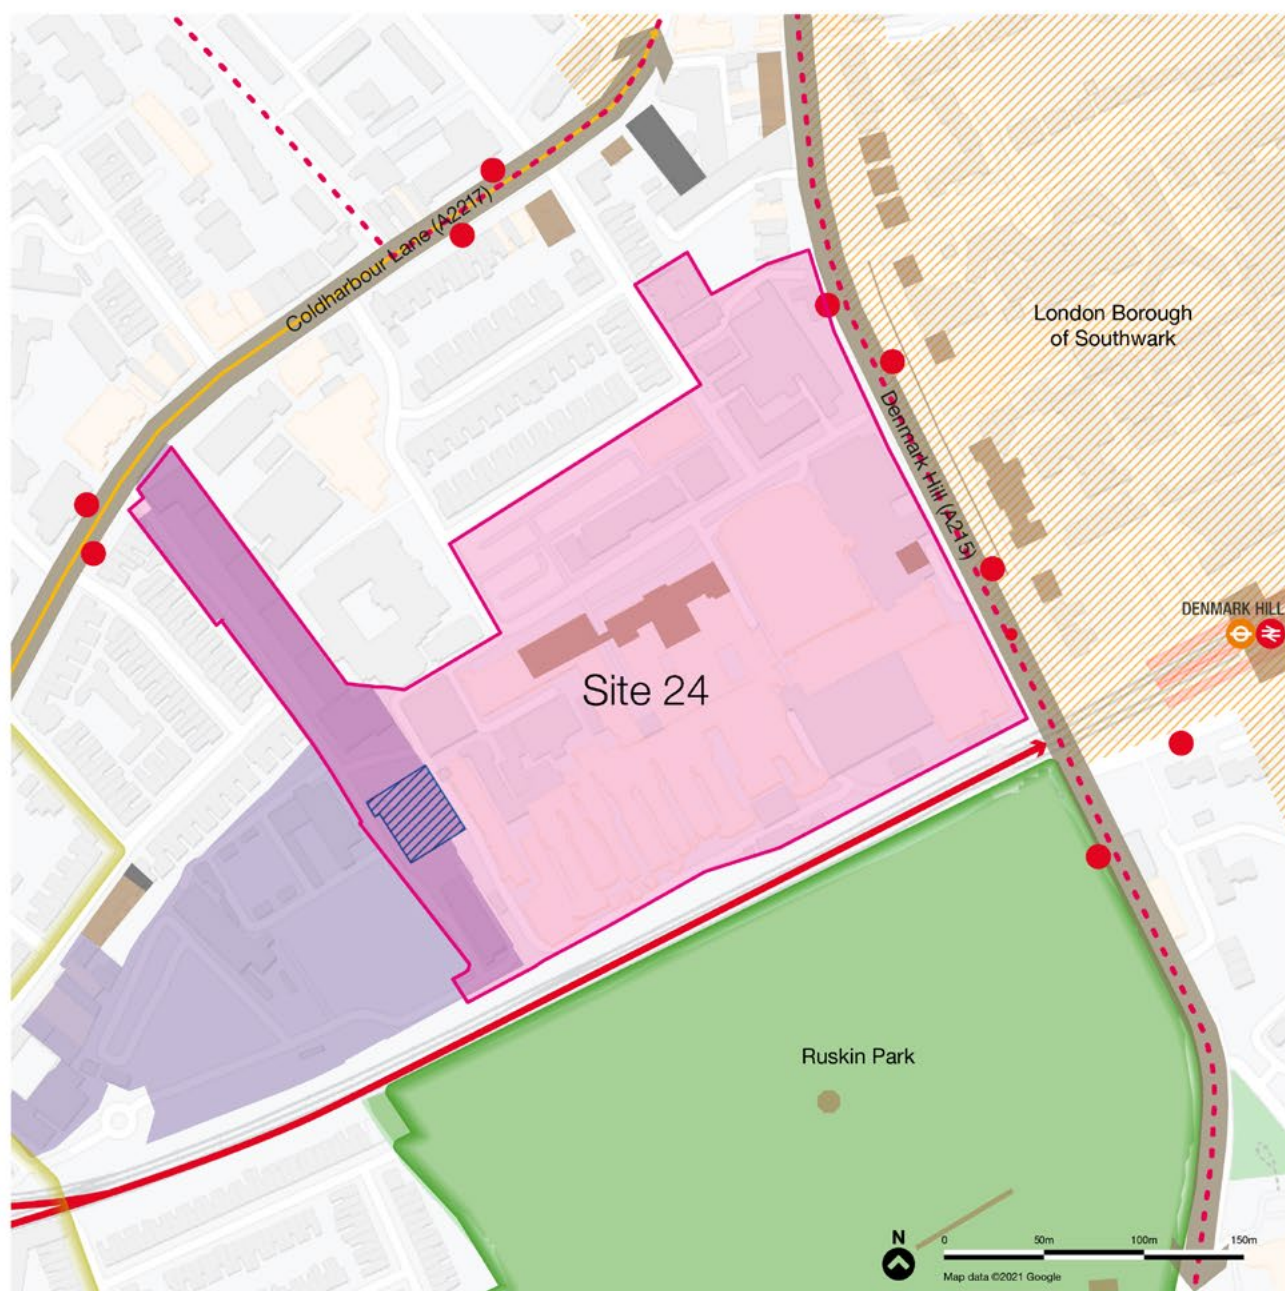 Coldharbour Lane (A2217)
London Borough
of Southwark
Denmark Hill (A215)
DENMARK HILL
Site 24
Ruskin Park
N
0 50m 100m 150m
Map data ©2021 Google